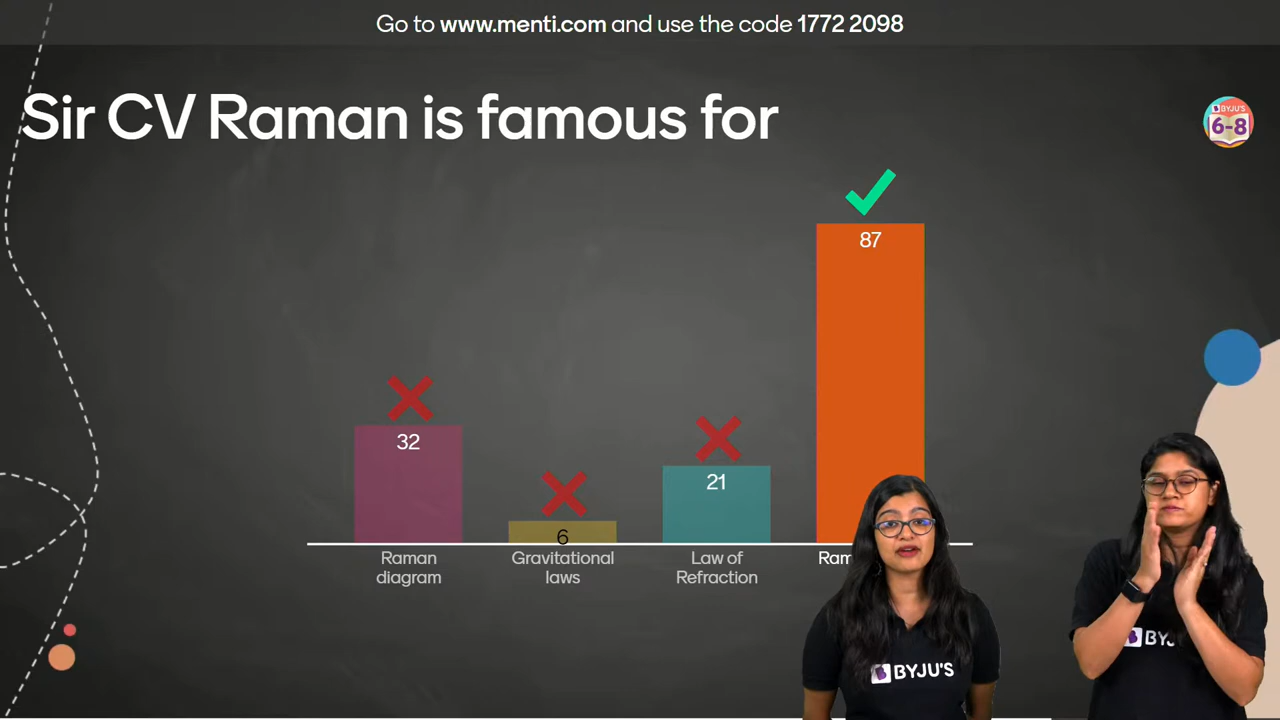 Go to www.menti.com and use the code 1772 2098
Sir CV Raman is famous for
BYJU'S
6-8
87
32
21
6
Raman
diagram
Gravitational
laws
Law of
Refraction
BYJU'S